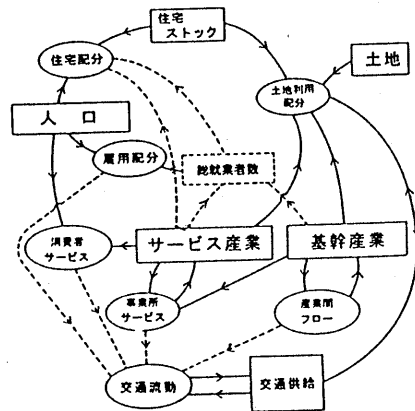 住宅
ストック
住宅配分
土地
土地利用
配分
人口
雇用配分
総就業者数
消費者
サービス
サービス産業
基幹産業
事業所
サービス
産業間
フロー
交通流動
交通供給